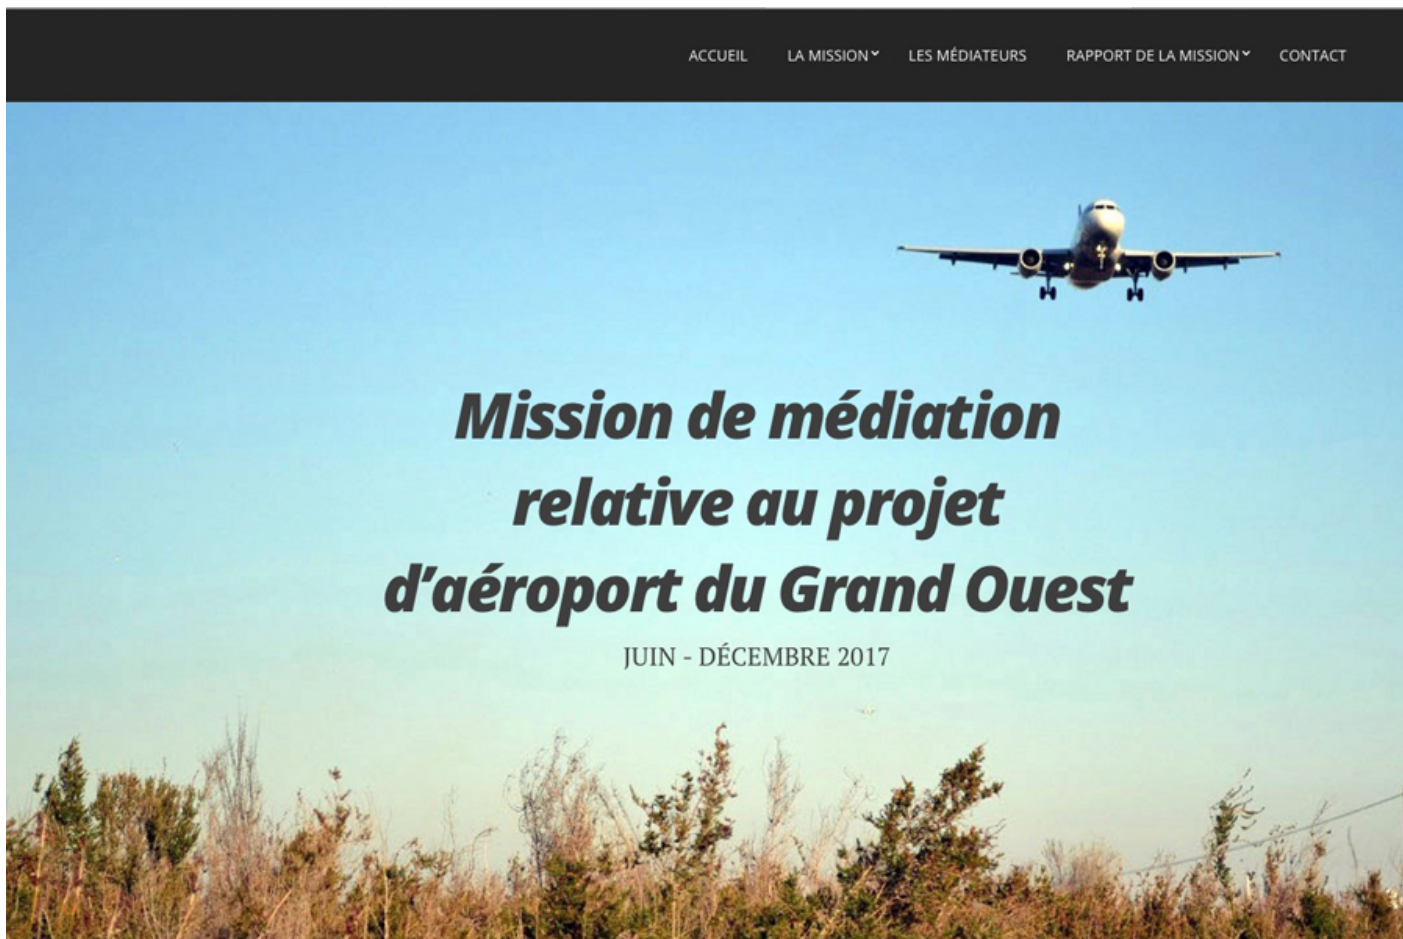 ACCUEIL LA MISSION LES MÉDIATEURS RAPPORT DE LA MISSION CONTACT
Mission de médiation
relative au projet
d’aéroport du Grand Ouest
JUIN - DÉCEMBRE 2017